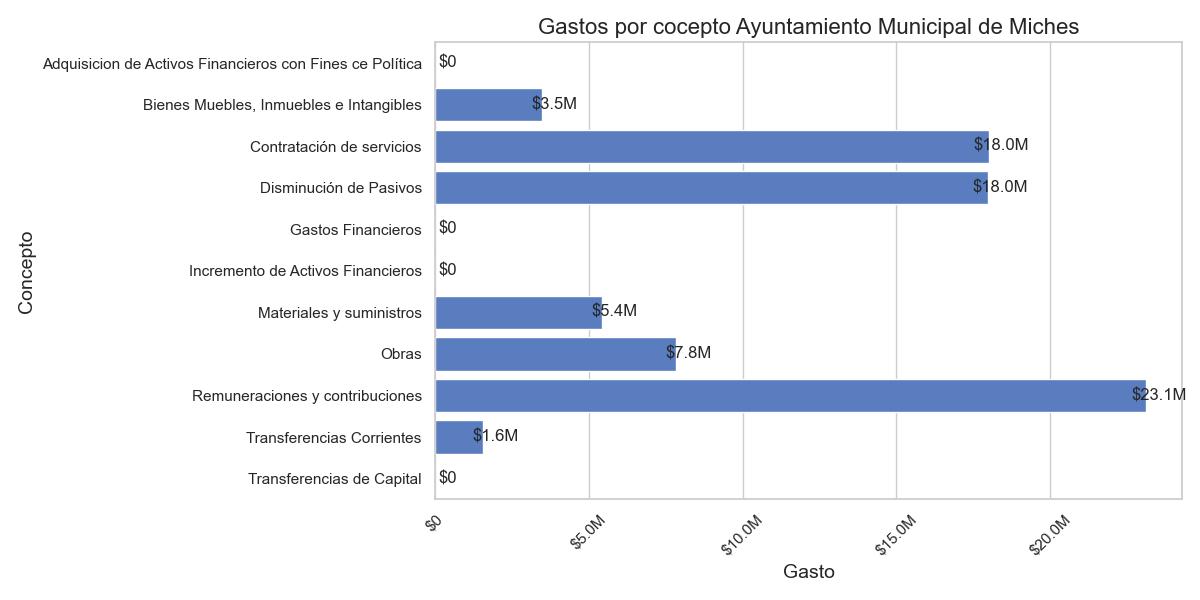 Gastos por cocepto Ayuntamiento Municipal de Miches
Concepto
Adquisicion de Activos Financieros con Fines ce Política $0
Bienes Muebles, Inmuebles e Intangibles $3.5M
Contratación de servicios $18.0M
Disminución de Pasivos $18.0M
Gastos Financieros $0
Incremento de Activos Financieros $0
Materiales y suministros $5.4M
Obras $7.8M
Remuneraciones y contribuciones $23.1M
Transferencias Corrientes $1.6M
Transferencias de Capital $0
$0 $5.0M $10.0M $15.0M $20.0M
Gasto